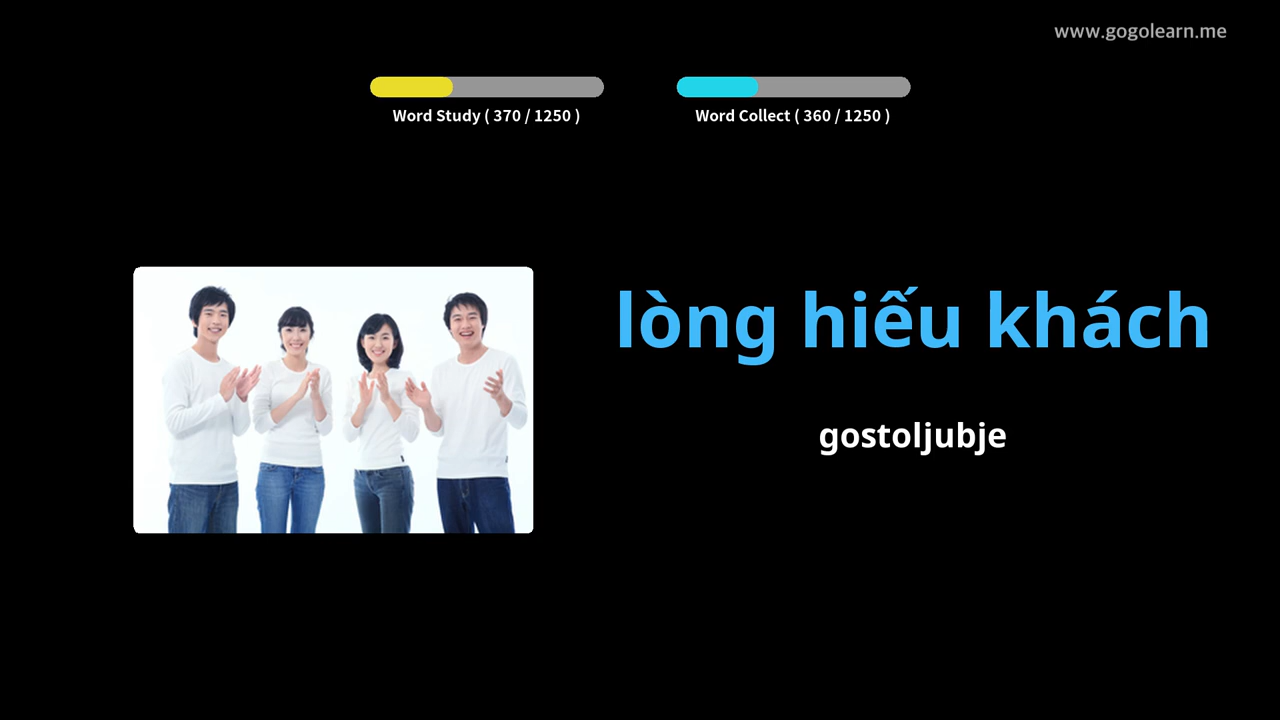 www.gogolearn.me
Word Study ( 370 / 1250 )
Word Collect ( 360 / 1250 )
lòng hiếu khách
gostoljubje